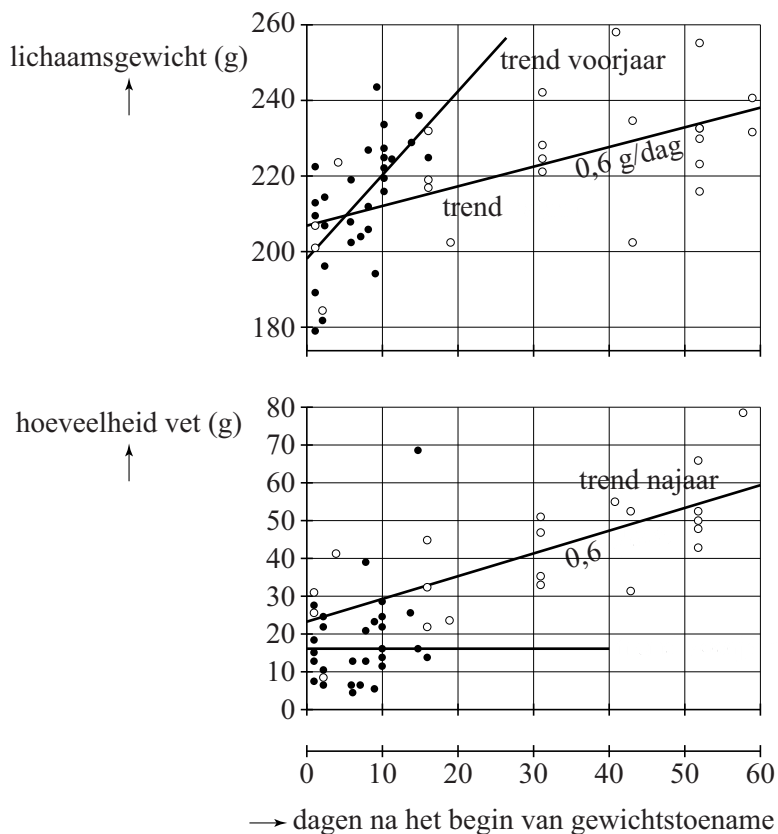 260
lichaamsgewicht (g)
trend voorjaar
240
0,6 g/dag
220
trend
200
180
80
hoeveelheid vet (g)
70
60
trend najaar
50
40
0,6
30
20
10
0
0 10 20 30 40 50 60
dagen na het begin van gewichtstoename